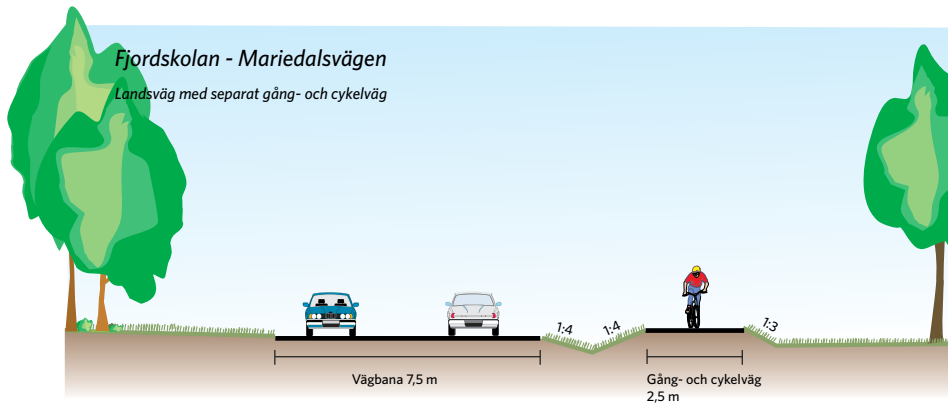 Fjordskolan - Mariedalsvägen
Landsväg med separat gång- och cykelväg
1:4
1:4
1:3
Vägbana 7,5 m
Gång- och cykelväg
2,5 m